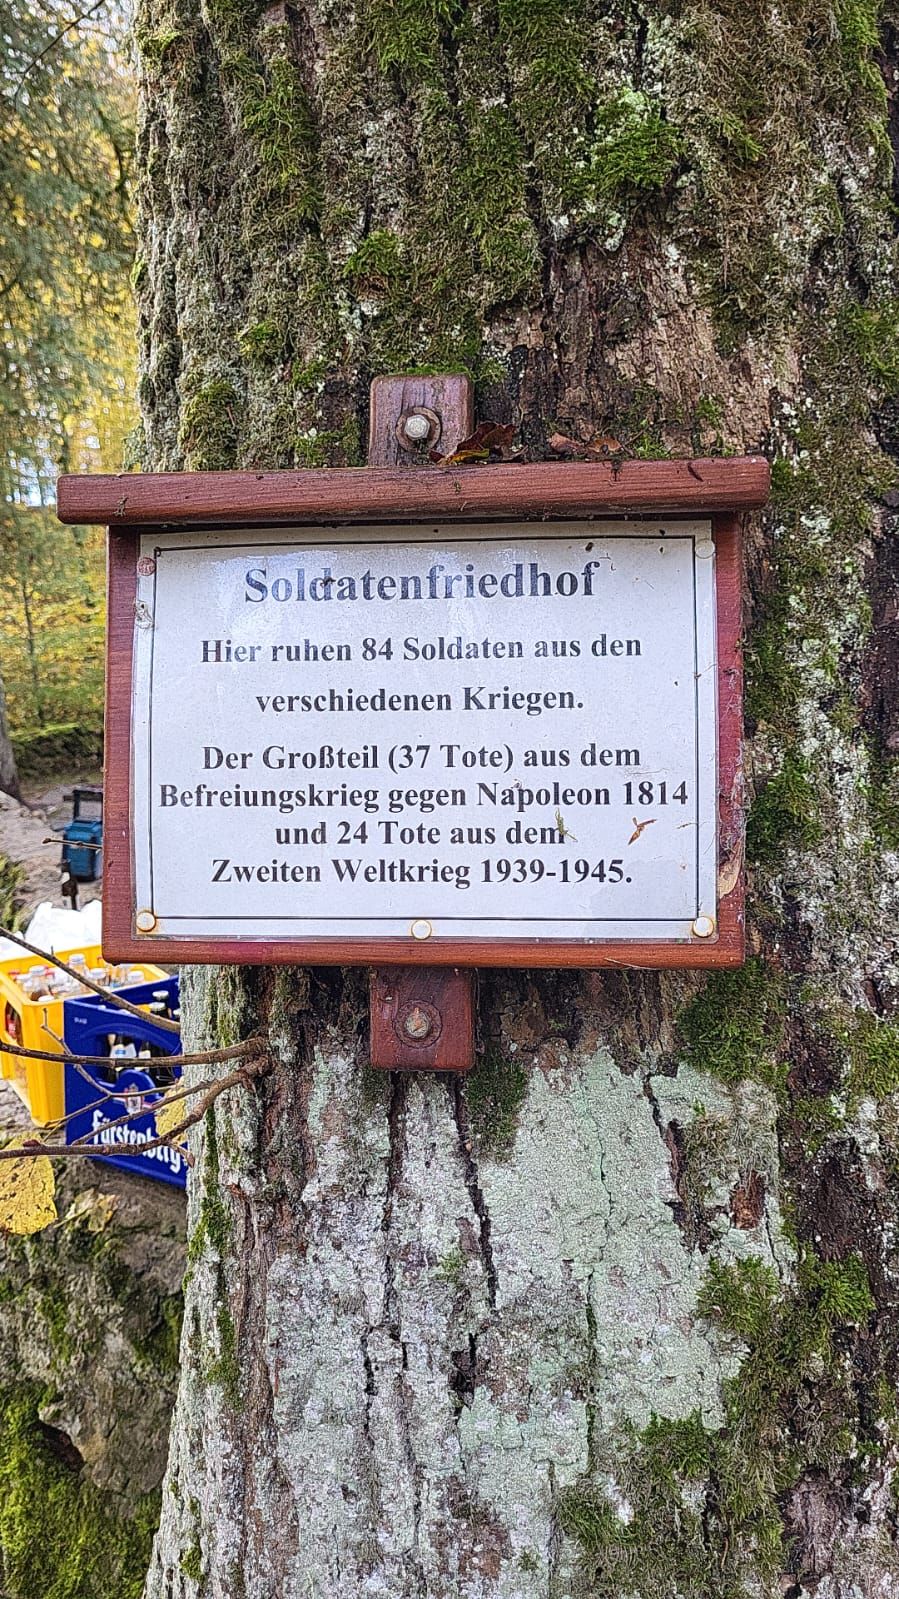 Soldatenfriedhof
Hier ruhen 84 Soldaten aus den
verschiedenen Kriegen.
Der Großteil (37 Tote) aus dem
Befreiungskrieg gegen Napoleon 1814
und 24 Tote aus dem
Zweiten Weltkrieg 1939-1945.
Fürstenberg